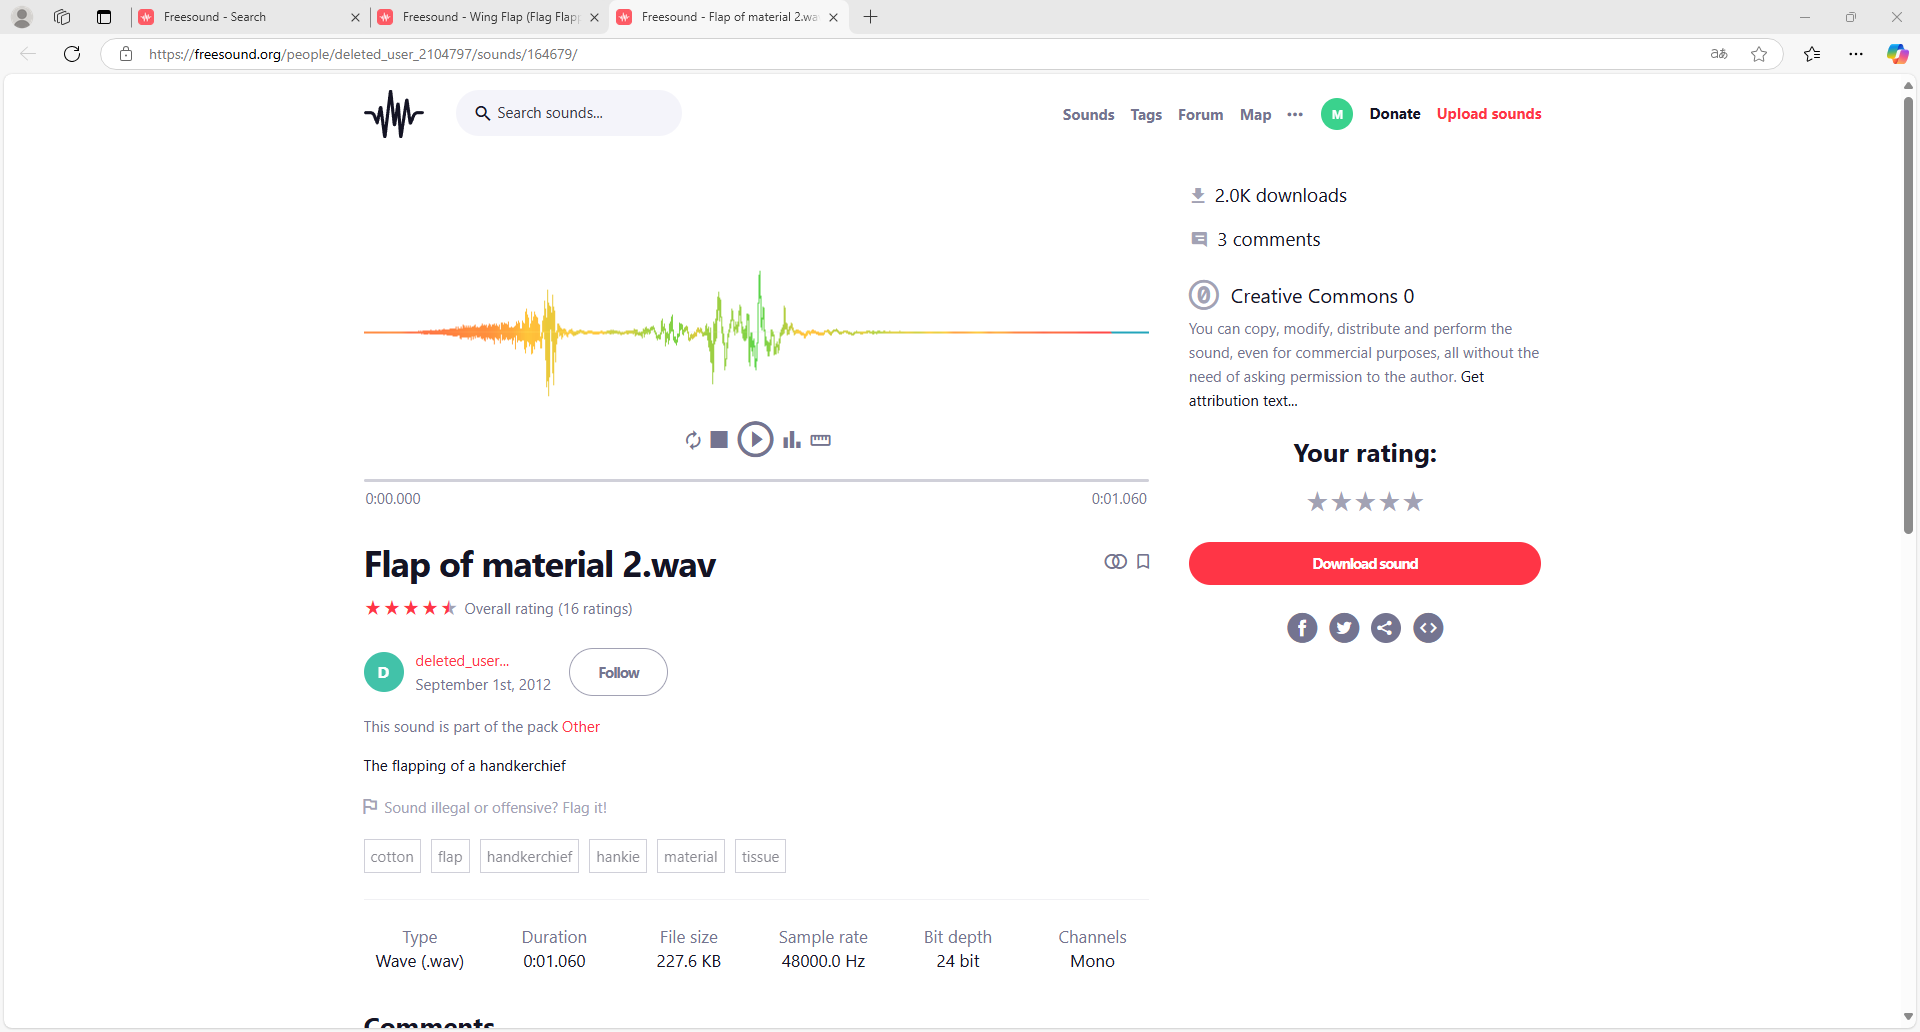 Freesound - Search
Freesound - Wing Flap (Flag Flapp
Freesound - Flap of material 2.wa
https://freesound.org/people/deleted_user_2104797/sounds/164679/
Search sounds...
Sounds Tags Forum Map M Donate Upload sounds
2.0K downloads
3 comments
Creative Commons 0
You can copy, modify, distribute and perform the
sound, even for commercial purposes, all without the
need of asking permission to the author. Get
attribution text...
Your rating:
0:00.000 0:01.060
Flap of material 2.wav
Download sound
Overall rating (16 ratings)
D
deleted_user...
September 1st, 2012
Follow
This sound is part of the pack Other
The flapping of a handkerchief
Sound illegal or offensive? Flag it!
cotton flap handkerchief hankie material tissue
Type Duration File size Sample rate Bit depth Channels
Wave (.wav) 0:01.060 227.6 KB 48000.0 Hz 24 bit Mono
Comments